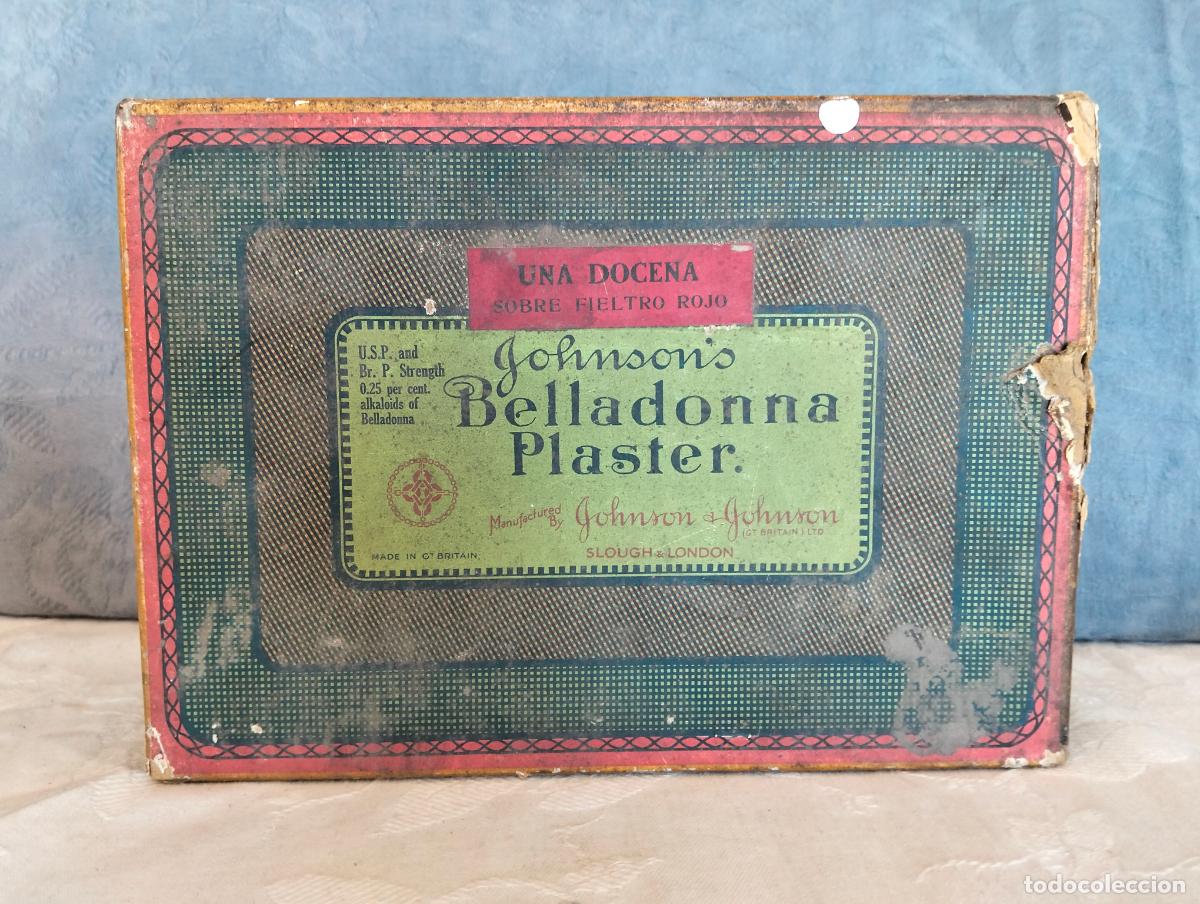 UNA DOCENA
SOBRE FIELTRO ROJO
U.S.P. and
Br. P. Strength
0.25 per cent.
alkaloids of
Belladonna
Johnson's
Belladonna
Plaster.
Manufactured
By
Johnson & Johnson
(GT BRITAIN) LTD
SLOUGH & LONDON
MADE IN GT BRITAIN.
todocoleccion